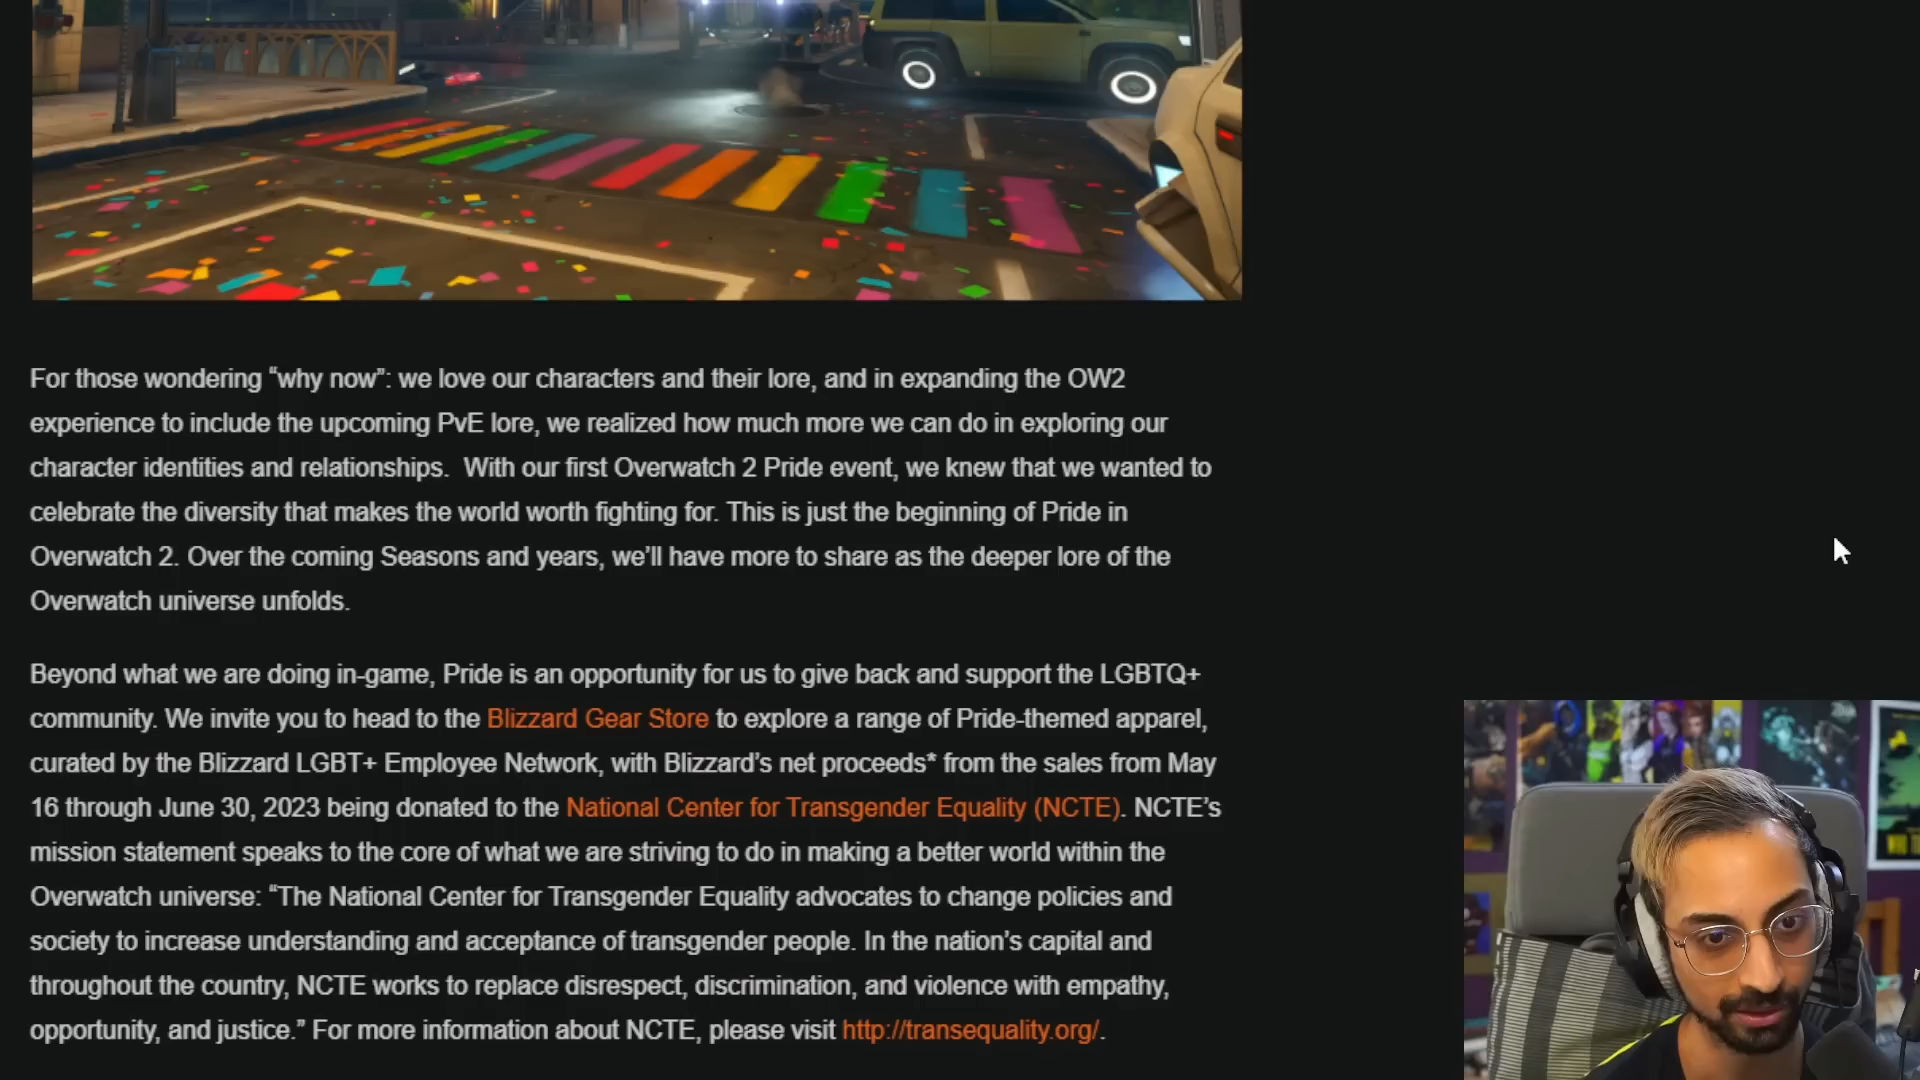 For those wondering “why now”: we love our characters and their lore, and in expanding the OW2
experience to include the upcoming PvE lore, we realized how much more we can do in exploring our
character identities and relationships.  With our first Overwatch 2 Pride event, we knew that we wanted to
celebrate the diversity that makes the world worth fighting for. This is just the beginning of Pride in
Overwatch 2. Over the coming Seasons and years, we’ll have more to share as the deeper lore of the
Overwatch universe unfolds.
Beyond what we are doing in-game, Pride is an opportunity for us to give back and support the LGBTQ+
community. We invite you to head to the Blizzard Gear Store to explore a range of Pride-themed apparel,
curated by the Blizzard LGBT+ Employee Network, with Blizzard’s net proceeds* from the sales from May
16 through June 30, 2023 being donated to the National Center for Transgender Equality (NCTE). NCTE’s
mission statement speaks to the core of what we are striving to do in making a better world within the
Overwatch universe: “The National Center for Transgender Equality advocates to change policies and
society to increase understanding and acceptance of transgender people. In the nation’s capital and
throughout the country, NCTE works to replace disrespect, discrimination, and violence with empathy,
opportunity, and justice.” For more information about NCTE, please visit http://transequality.org/.